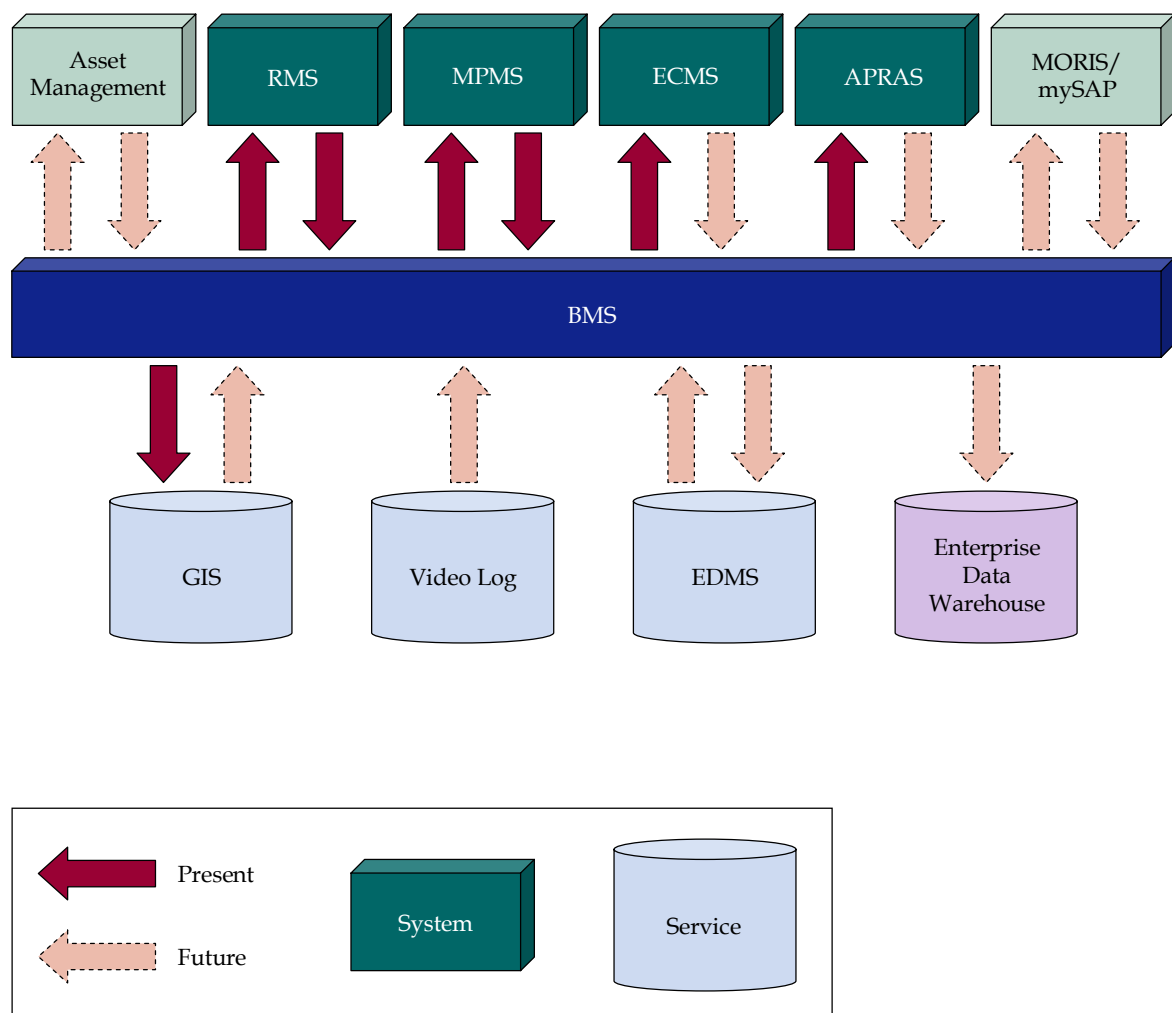 Asset
Management
RMS
MPMS
ECMS
APRAS
MORIS/
mySAP
BMS
GIS
Video Log
EDMS
Enterprise
Data
Warehouse
Present
Future
System
Service